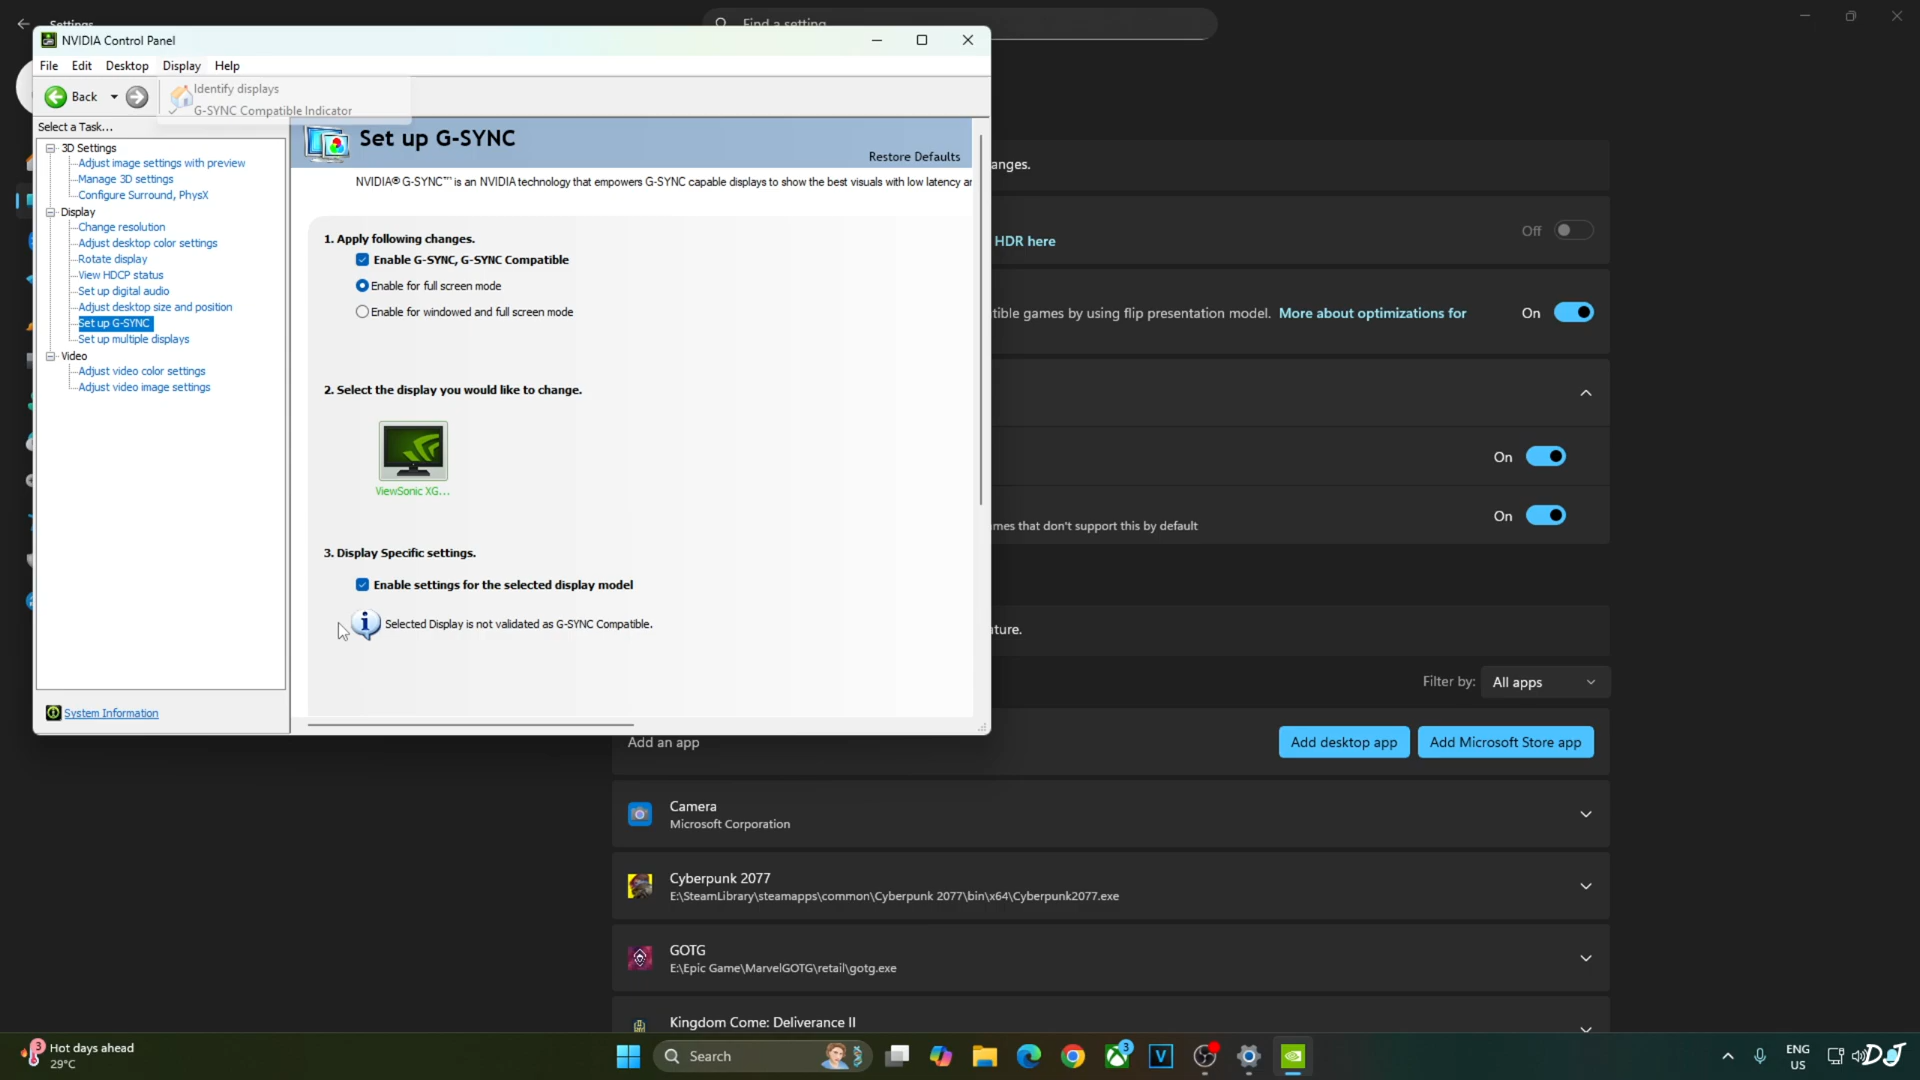 Settings
Find a setting
NVIDIA Control Panel
File Edit Desktop Display Help
Back
Identify displays
G-SYNC Compatible Indicator
Select a Task...
3D Settings
Adjust image settings with preview
Manage 3D settings
Configure Surround, PhysX
Display
Change resolution
Adjust desktop color settings
Rotate display
View HDCP status
Set up digital audio
Adjust desktop size and position
Set up G-SYNC
Set up multiple displays
Video
Adjust video color settings
Adjust video image settings
System Information
Set up G-SYNC
Restore Defaults
NVIDIA® G-SYNC™ is an NVIDIA technology that empowers G-SYNC capable displays to show the best visuals with low latency ar
1. Apply following changes.
Enable G-SYNC, G-SYNC Compatible
Enable for full screen mode
Enable for windowed and full screen mode
2. Select the display you would like to change.
ViewSonic XG...
3. Display Specific settings.
Enable settings for the selected display model
Selected Display is not validated as G-SYNC Compatible.
anges.
HDR here
Off
tible games by using flip presentation model. More about optimizations for
On
On
mes that don't support this by default
On
ture.
Filter by: All apps
Add an app
Add desktop app
Add Microsoft Store app
Camera
Microsoft Corporation
Cyberpunk 2077
E:\SteamLibrary\steamapps\common\Cyberpunk 2077\bin\x64\Cyberpunk2077.exe
GOTG
E:\Epic Game\MarvelGOTG\retail\gotg.exe
Kingdom Come: Deliverance II
3
Hot days ahead
29°C
Search
3
V
ENG
US
DJ